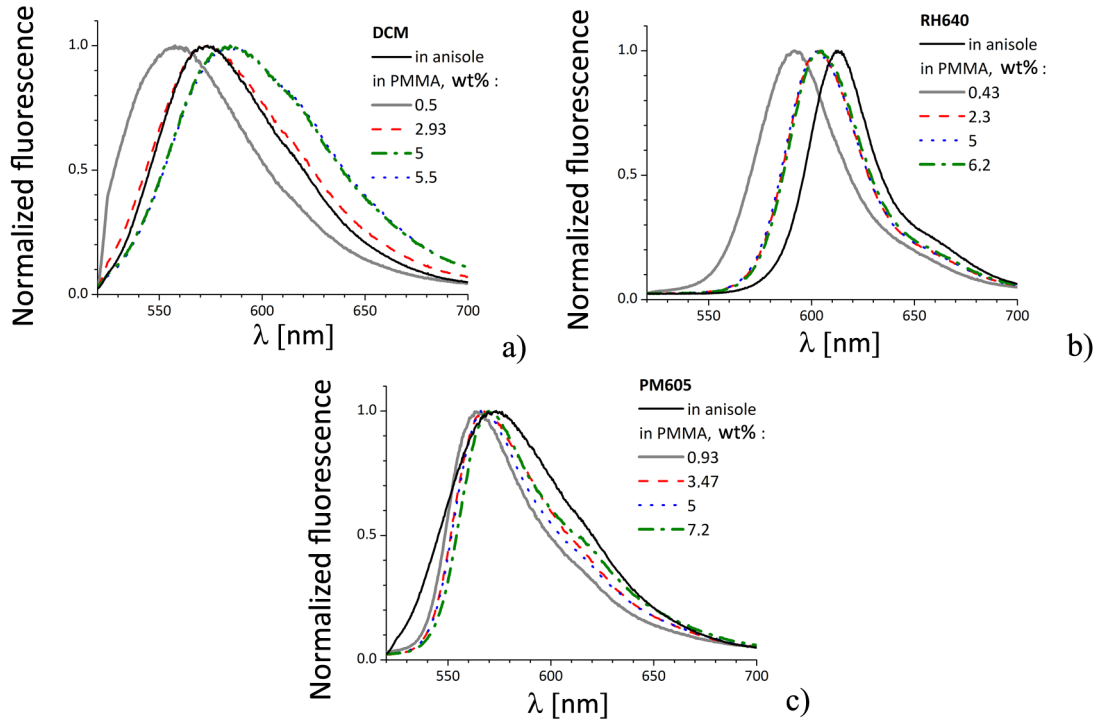 DCM
in anisole
in PMMA, wt% :
0.5
2.93
5
5.5
Normalized fluorescence
1.0
0.5
1.0
550
600
650
700
λ [nm]
a)
RH640
in anisole
in PMMA, wt% :
0.43
2.3
5
6.2
Normalized fluorescence
1.0
0.5
1.0
550
600
650
700
λ [nm]
b)
PM605
in anisole
in PMMA, wt% :
0.93
3.47
5
7.2
Normalized fluorescence
1.0
0.5
1.0
550
600
650
700
λ [nm]
c)